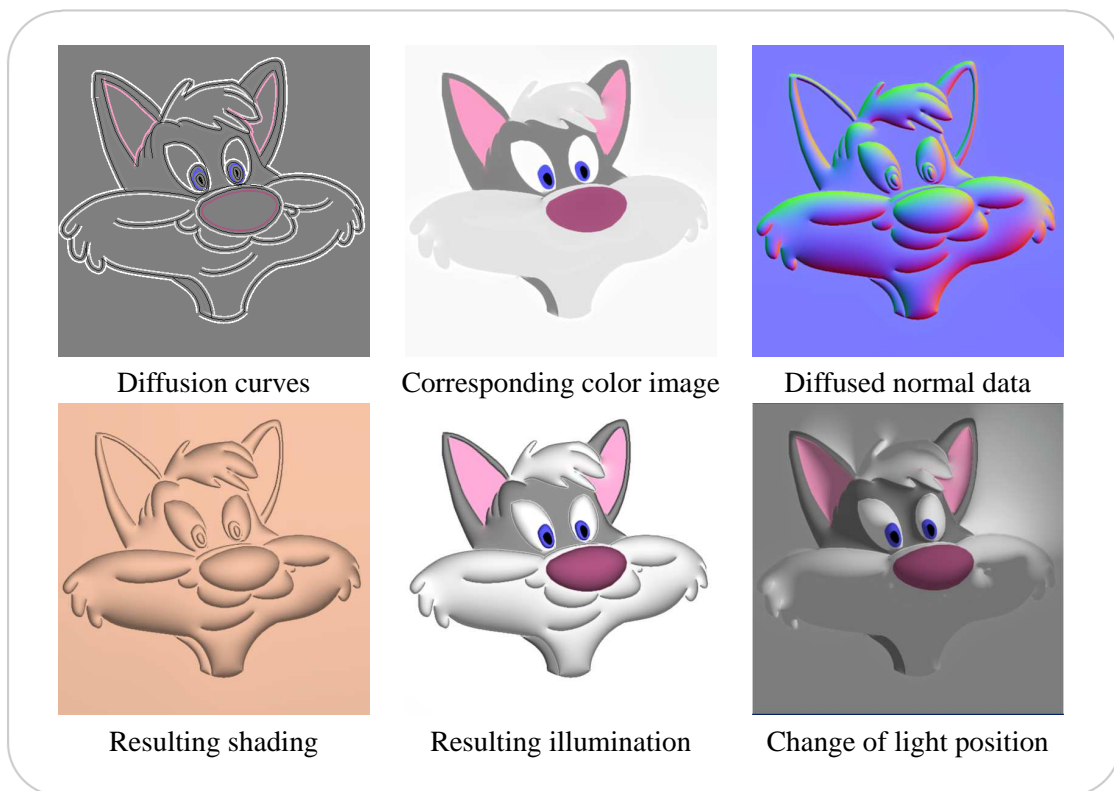 Diffusion curves
Corresponding color image
Diffused normal data
Resulting shading
Resulting illumination
Change of light position